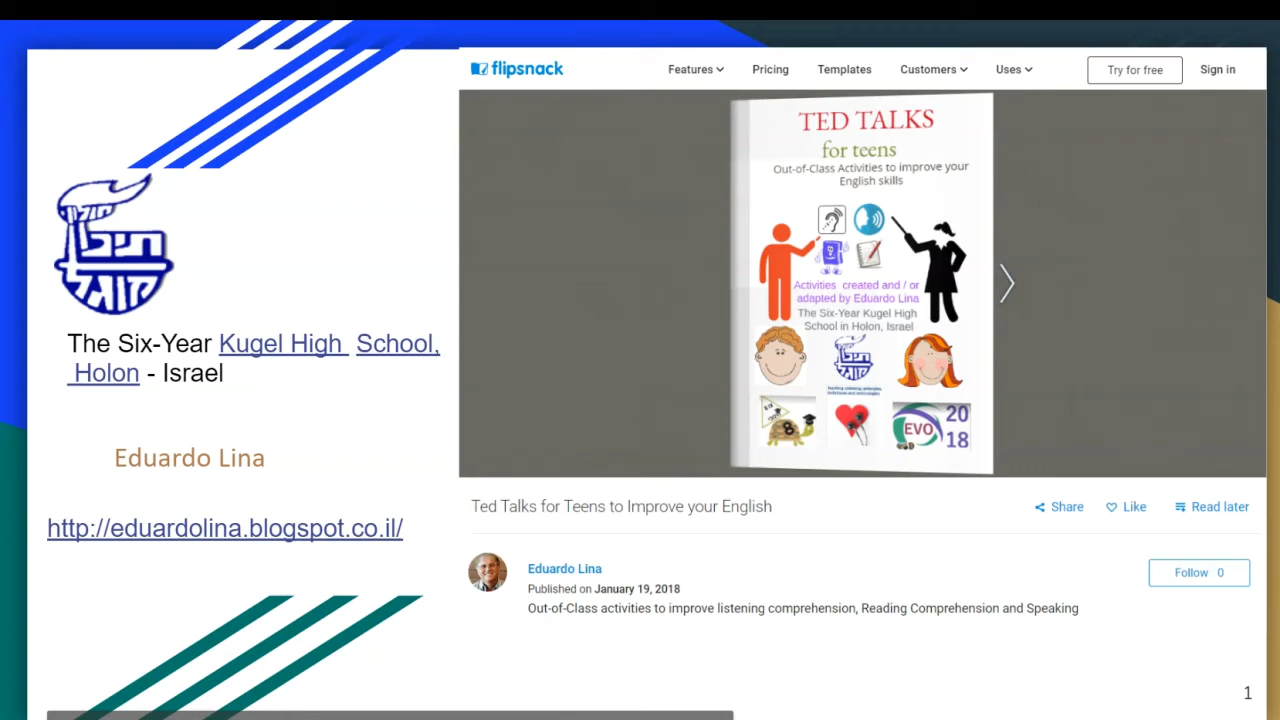 תיכון
קוגל
The Six-Year Kugel High School,
Holon - Israel
Eduardo Lina
http://eduardolina.blogspot.co.il/
flipsnack
Features
Pricing
Templates
Customers
Uses
Try for free
Sign in
TED TALKS
for teens
Out-of-Class Activities to improve your
English skills
Activities created and / or
adapted by Eduardo Lina
The Six-Year Kugel High
School in Holon, Israel
8
EVO
20
18
Ted Talks for Teens to Improve your English
Share
Like
Read later
Eduardo Lina
Published on January 19, 2018
Out-of-Class activities to improve listening comprehension, Reading Comprehension and Speaking
Follow 0
1